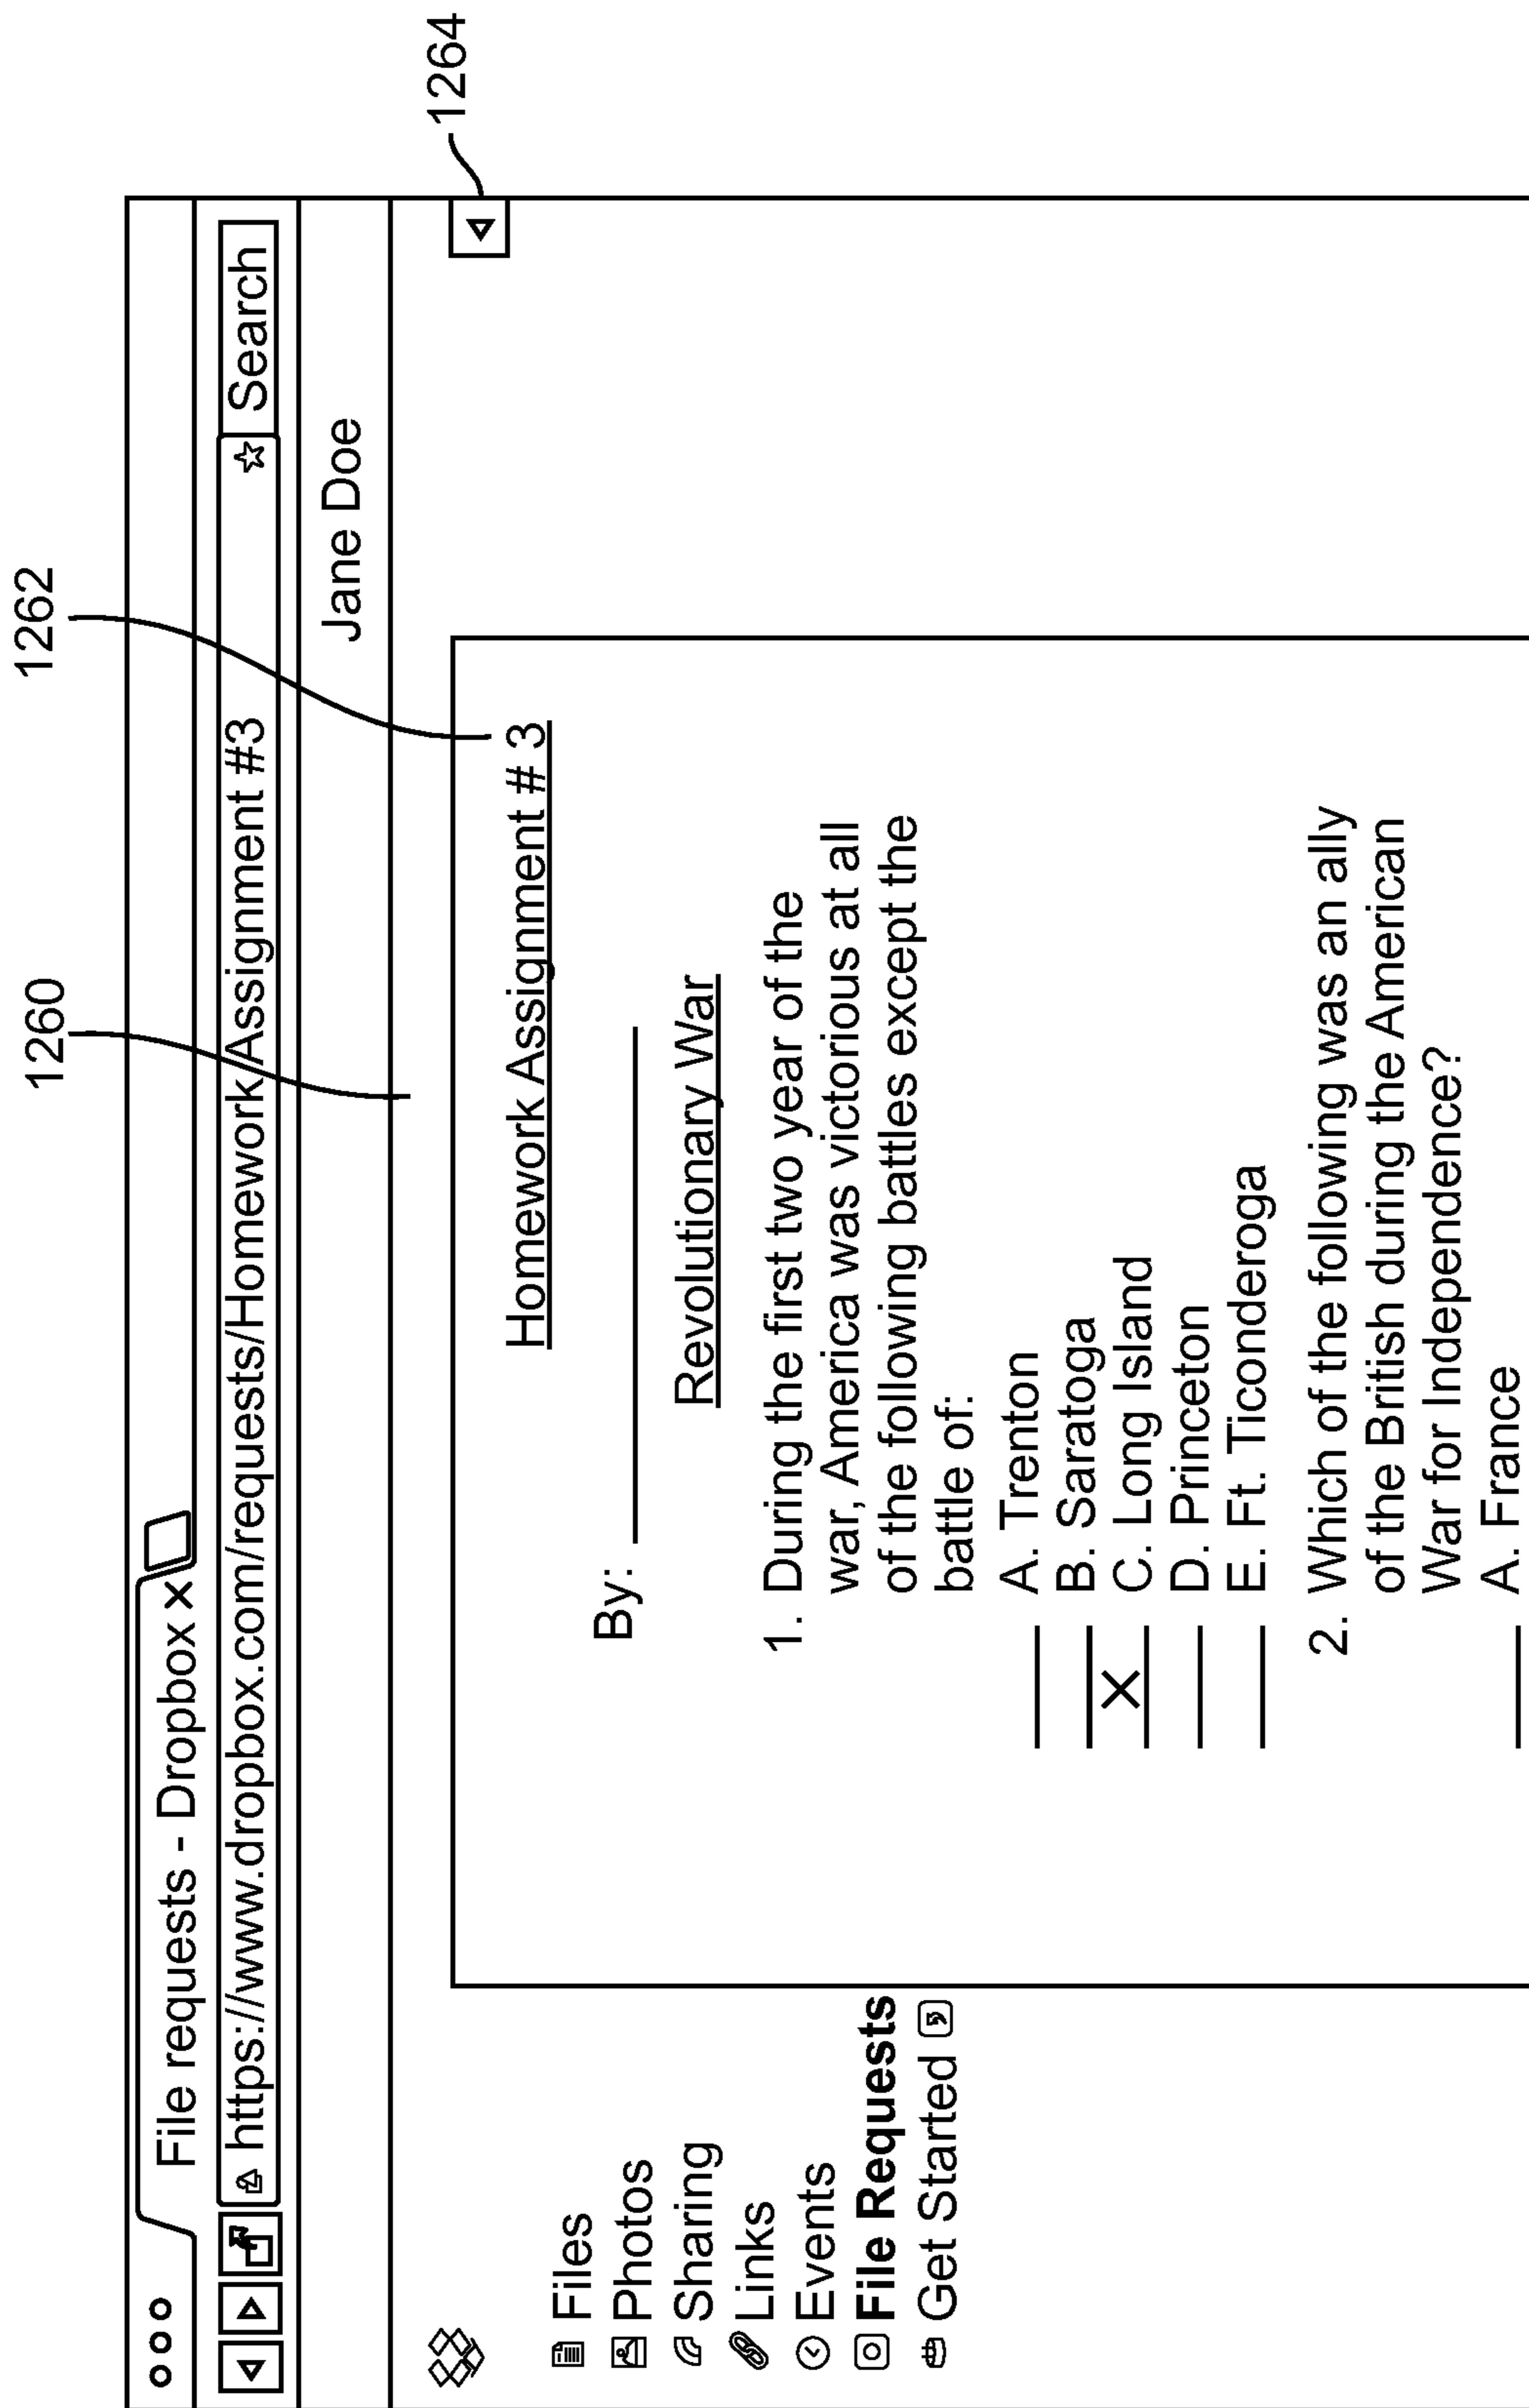 1260
1262
1264
File requests - Dropbox ×
https://www.dropbox.com/requests/Homework Assignment #3
Search
Jane Doe
Files
Photos
Sharing
Links
Events
File Requests
Get Started
Homework Assignment # 3
By:
Revolutionary War
1. During the first two year of the
war, America was victorious at all
of the following battles except the
battle of:
A. Trenton
B. Saratoga
X C. Long Island
D. Princeton
E. Ft. Ticonderoga
2. Which of the following was an ally
of the British during the American
War for Independence?
A. France